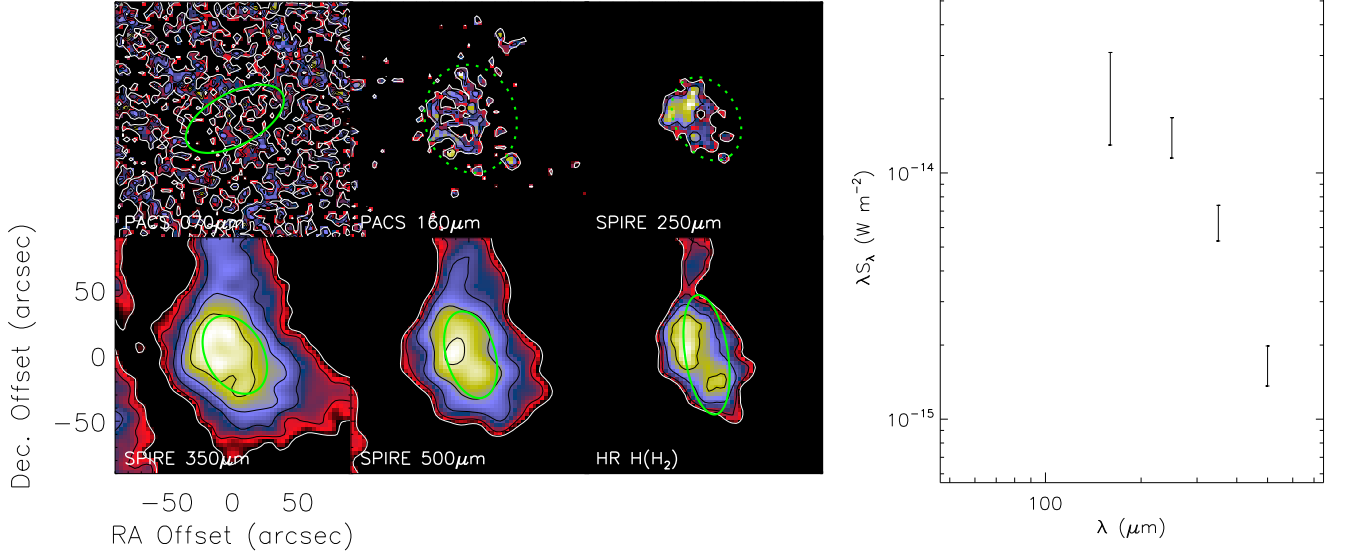 PACS 070μm
PACS 160μm
SPIRE 250μm
SPIRE 350μm
SPIRE 500μm
HR H(H₂)
Dec. Offset (arcsec)
50
0
−50
−50 0 50
RA Offset (arcsec)
λSλ (W m⁻²)
10⁻¹⁴
10⁻¹⁵
100
λ (μm)